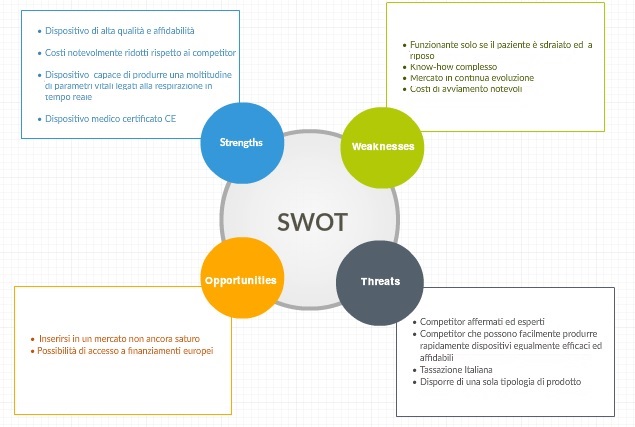 • Dispositivo di alta qualità e affidabilità
• Costi notevolmente ridotti rispetto ai competitor
• Dispositivo capace di produrre una moltitudine
di parametri vitali legati alla respirazione in
tempo reale
• Dispositivo medico certificato CE
Strengths
• Funzionante solo se il paziente è sdraiato ed a
riposo
• Know-how complesso
• Mercato in continua evoluzione
• Costi di avviamento notevoli
Weaknesses
SWOT
Opportunities
• Inserirsi in un mercato non ancora saturo
• Possibilità di accesso a finanziamenti europei
Threats
• Competitor affermati ed esperti
• Competitor che possono facilmente produrre
rapidamente dispositivi egualmente efficaci ed
affidabili
• Tassazione Italiana
• Disporre di una sola tipologia di prodotto